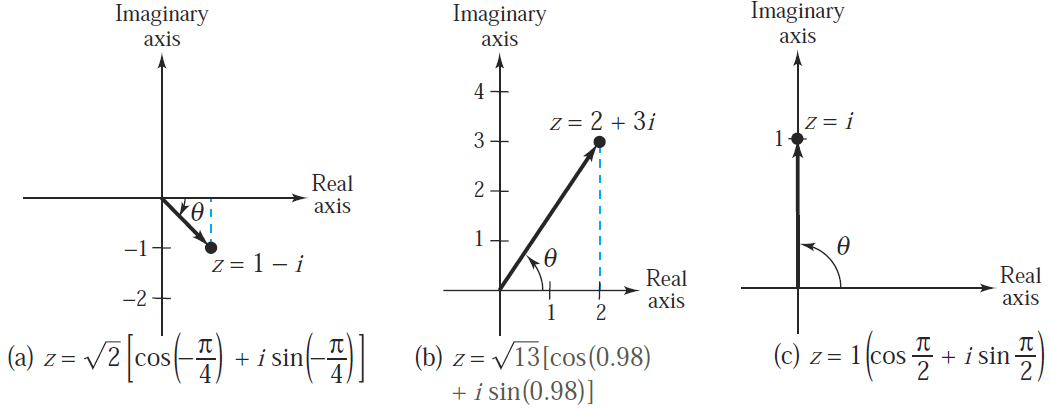 Imaginary
axis
Real
axis
θ
−1
z = 1 − i
−2
(a) z = √2 [cos(−π/4) + i sin(−π/4)]
Imaginary
axis
4
z = 2 + 3i
3
2
1
θ
Real
axis
1 2
(b) z = √13[cos(0.98)
+ i sin(0.98)]
Imaginary
axis
z = i
1
θ
Real
axis
(c) z = 1(cos π/2 + i sin π/2)